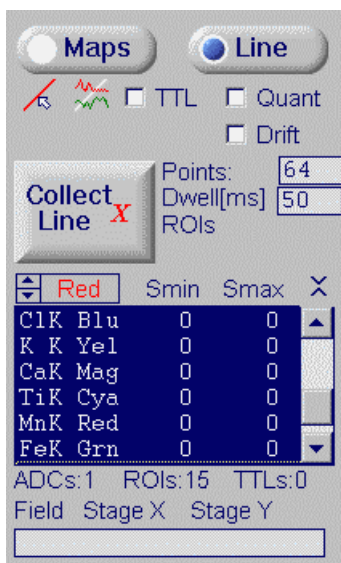 Maps Line
TTL Quant
Drift
Points: 64
Collect Line X Dwell[ms] 50
ROIs
Red Smin Smax
ClK Blu 0 0
K K Yel 0 0
CaK Mag 0 0
TiK Cya 0 0
MnK Red 0 0
FeK Grn 0 0
ADCs:1 ROIs:15 TTLs:0
Field Stage X Stage Y